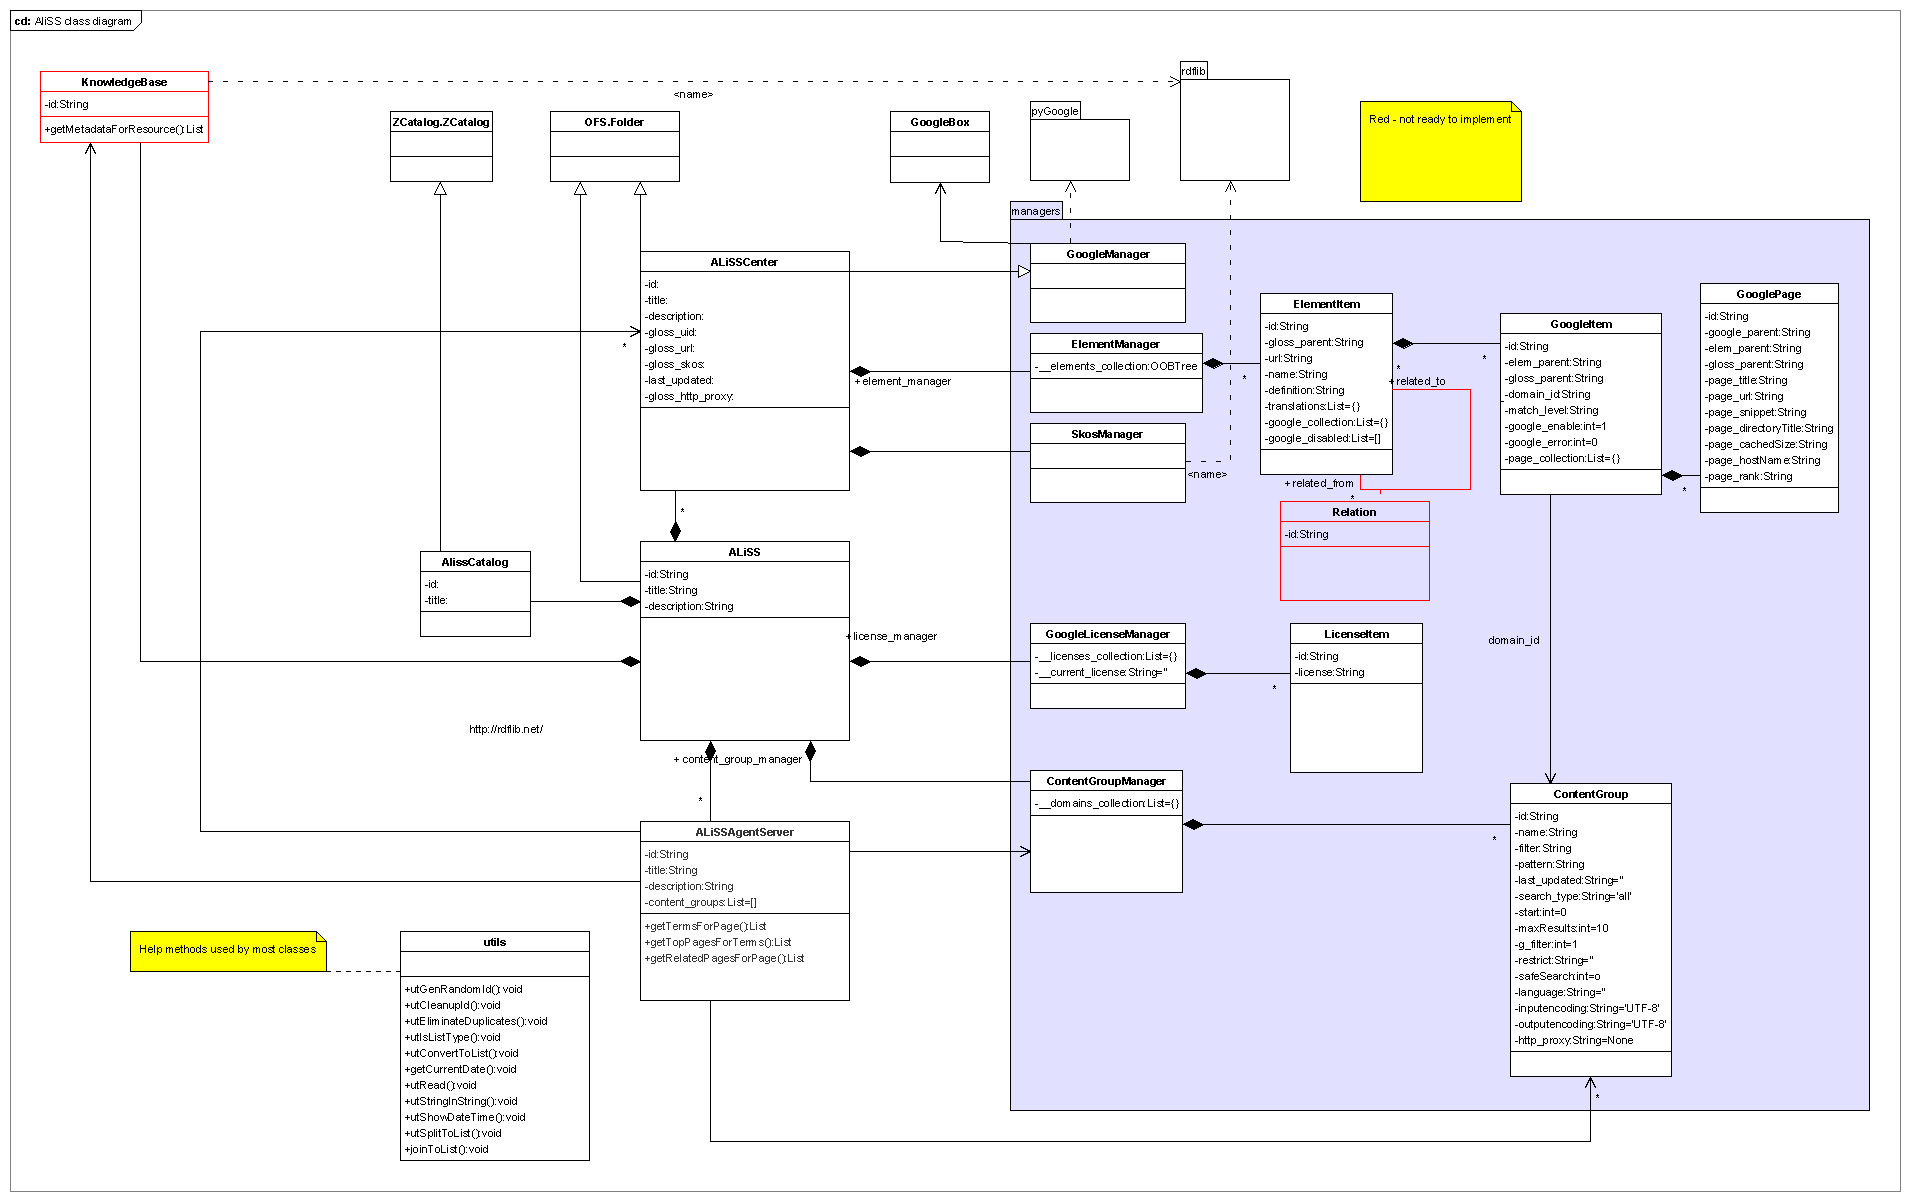 cd: AliSS class diagram
KnowledgeBase
-id:String
+getMetadataForResource():List
<name>
rdflib
ZCatalog.ZCatalog
OFS.Folder
GoogleBox
pyGoogle
Red - not ready to implement
managers
ALiSSCenter
-id:
-title:
-description:
-gloss_uid:
-gloss_url:
-gloss_skos:
-last_updated:
-gloss_http_proxy:
*
+element_manager
*
GoogleManager
ElementManager
-__elements_collection:OOBTree
*
SkosManager
<name>
ElementItem
-id:String
-gloss_parent:String
-url:String
-name:String
-definition:String
-translations:List={}
-google_collection:List={}
-google_disabled:List=[]
*
+related_to
+related_from
*
*
Relation
-id:String
GoogleItem
-id:String
-elem_parent:String
-gloss_parent:String
-domain_id:String
-match_level:String
-google_enable:int=1
-google_error:int=0
-page_collection:List={}
*
GooglePage
-id:String
-google_parent:String
-elem_parent:String
-gloss_parent:String
-page_title:String
-page_url:String
-page_snippet:String
-page_directoryTitle:String
-page_cachedSize:String
-page_hostName:String
-page_rank:String
AlissCatalog
-id:
-title:
ALiSS
-id:String
-title:String
-description:String
+license_manager
GoogleLicenseManager
-__licenses_collection:List={}
-__current_license:String=''
*
LicenseItem
-id:String
-license:String
domain_id
http://rdflib.net/
+ content_group_manager
*
ContentGroupManager
-__domains_collection:List={}
*
ContentGroup
-id:String
-name:String
-filter:String
-pattern:String
-last_updated:String=''
-search_type:String='all'
-start:int=0
-maxResults:int=10
-g_filter:int=1
-restrict:String=''
-safeSearch:int=o
-language:String=''
-inputencoding:String='UTF-8'
-outputencoding:String='UTF-8'
-http_proxy:String=None
*
ALiSSAgentServer
-id:String
-title:String
-description:String
-content_groups:List=[]
+getTermsForPage():List
+getTopPagesForTerms():List
+getRelatedPagesForPage():List
Help methods used by most classes
utils
+utGenRandomId():void
+utCleanupId():void
+utEliminateDuplicates():void
+utIsListType():void
+utConvertToList():void
+getCurrentDate():void
+utRead():void
+utStringInString():void
+utShowDateTime():void
+utSplitToList():void
+joinToList():void